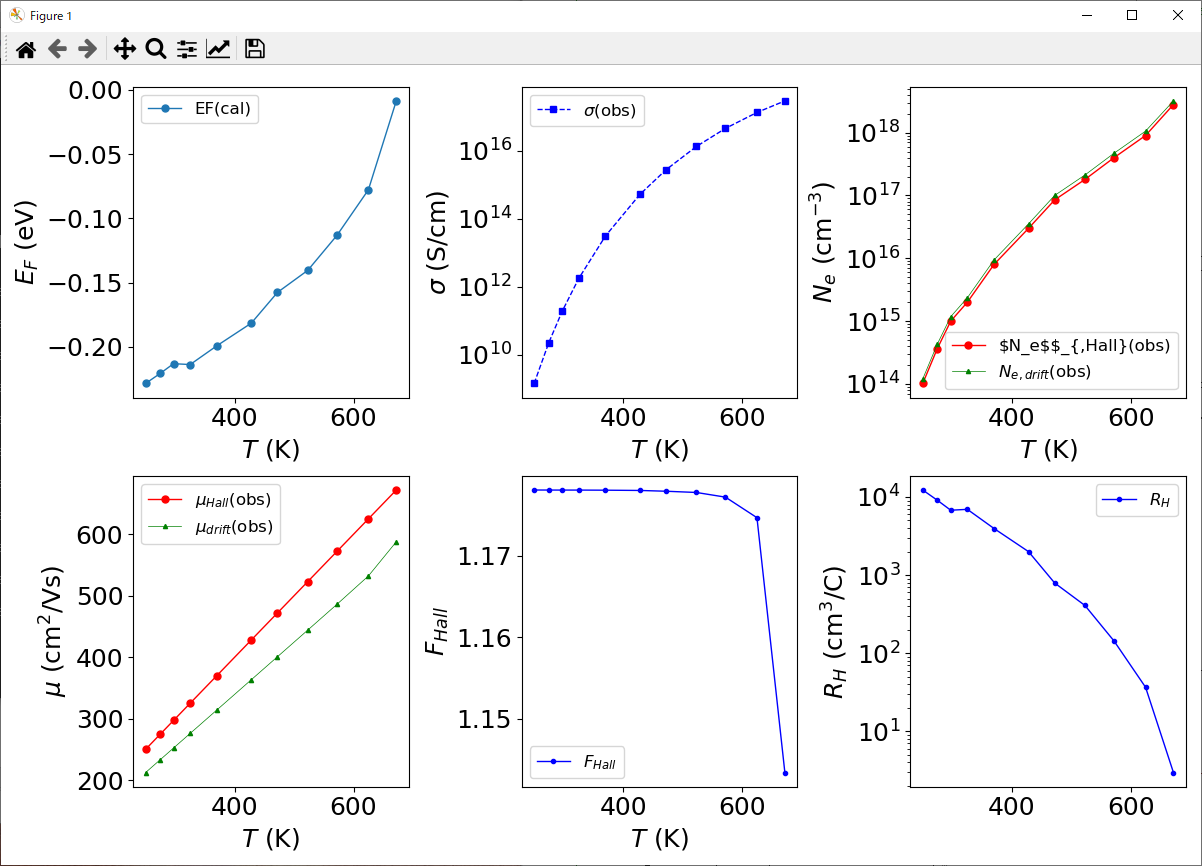 Figure 1
EF(cal)
0.00
−0.05
−0.10
−0.15
−0.20
E_F (eV)
400 600
T (K)
σ(obs)
10^16
10^14
10^12
10^10
σ (S/cm)
400 600
T (K)
10^18
10^17
10^16
10^15
10^14
N_e (cm^−3)
$N_e$$_{,Hall}(obs)
N_e,drift(obs)
400 600
T (K)
μ_Hall(obs)
μ_drift(obs)
600
500
400
300
200
μ (cm^2/Vs)
400 600
T (K)
1.17
1.16
1.15
F_Hall
F_Hall
400 600
T (K)
R_H
10^4
10^3
10^2
10^1
R_H (cm^3/C)
400 600
T (K)